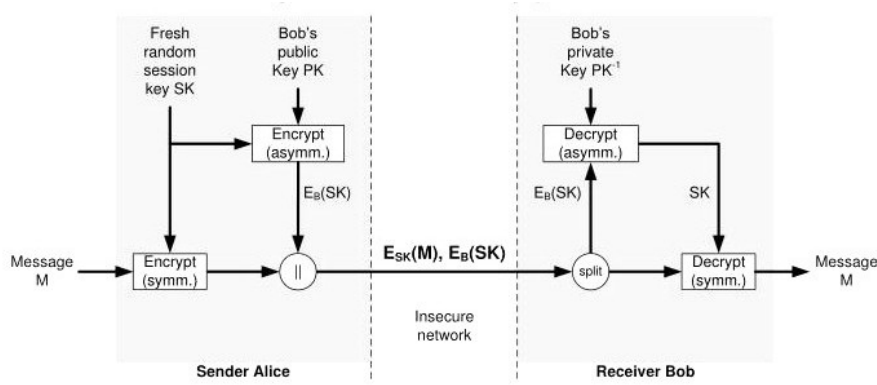 Fresh
random
session
key SK
Bob's
public
Key PK
Encrypt
(asymm.)
E_B(SK)
Message
M
Encrypt
(symm.)
||
E_SK(M), E_B(SK)
Insecure
network
Sender Alice
Bob's
private
Key PK⁻¹
Decrypt
(asymm.)
E_B(SK)
SK
split
Decrypt
(symm.)
Message
M
Receiver Bob